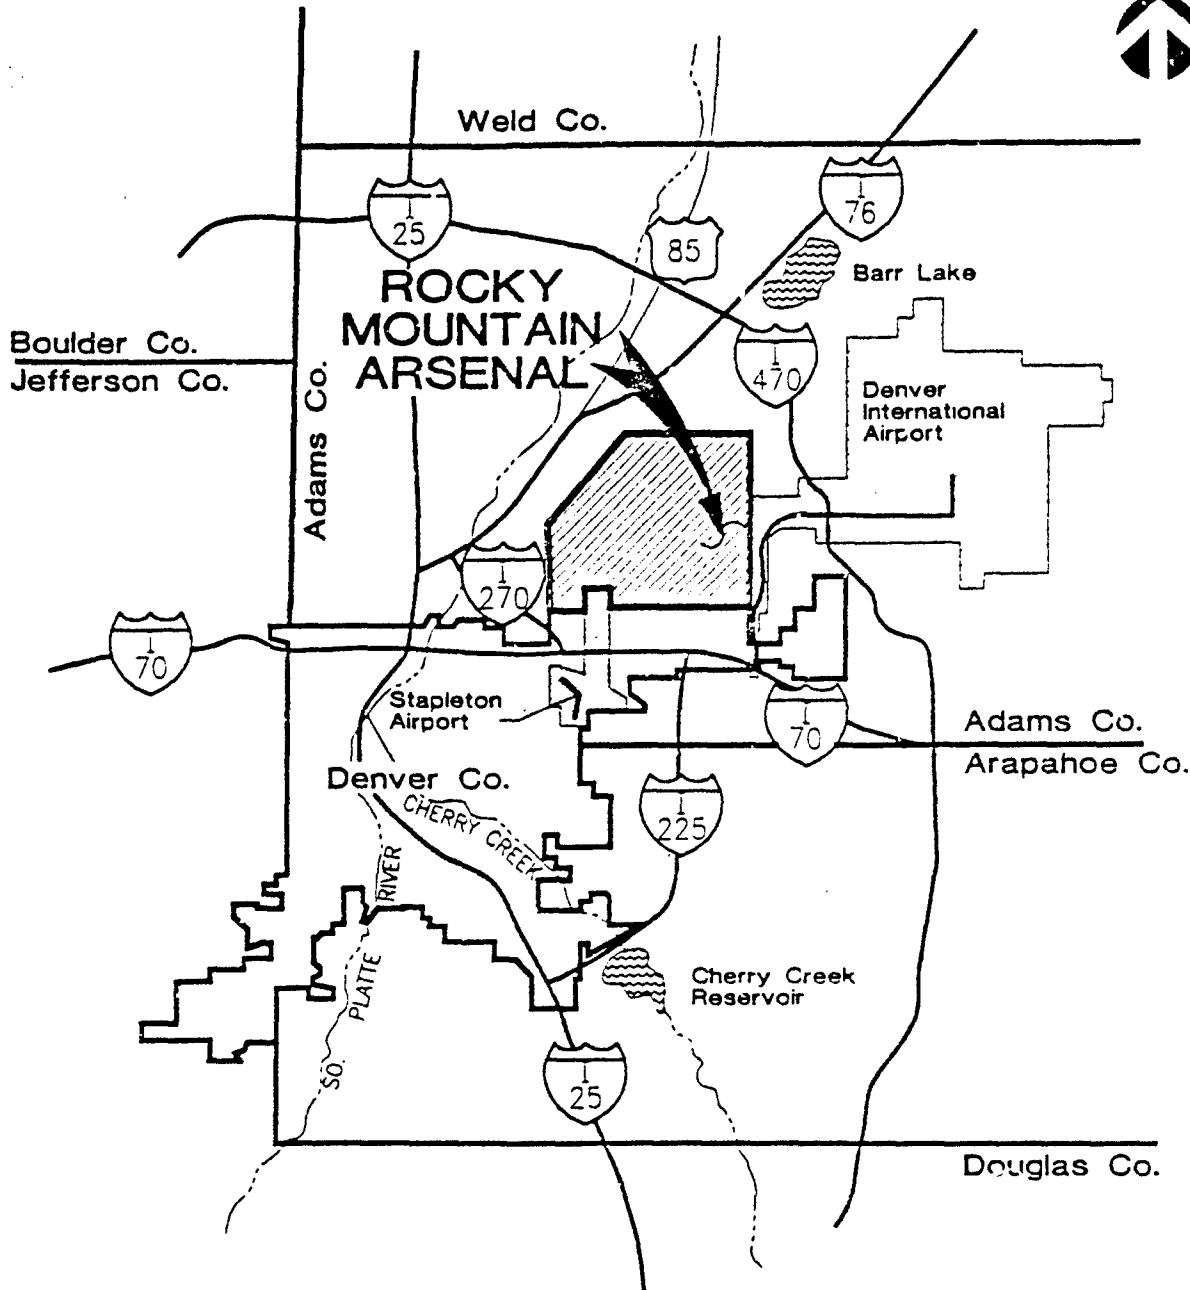 Weld Co.
I
25
I
76
85
Barr Lake
ROCKY
MOUNTAIN
ARSENAL
Boulder Co.
Jefferson Co.
Adams Co.
I
470
Denver
International
Airport
I
270
I
70
Stapleton
Airport
I
70
Adams Co.
Arapahoe Co.
Denver Co.
CHERRY CREEK
I
225
SO. PLATTE RIVER
Cherry Creek
Reservoir
I
25
Douglas Co.